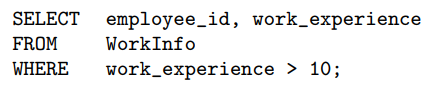 SELECT employee_id, work_experience
FROM WorkInfo
WHERE work_experience > 10;